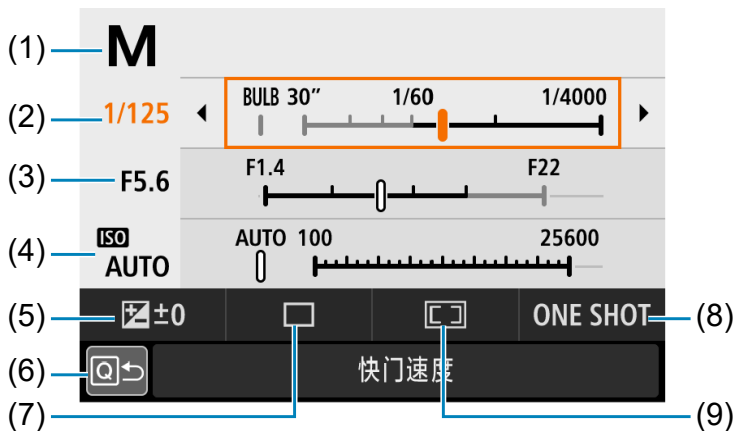 (1) M
BULB 30″ 1/60 1/4000
(2) 1/125
F1.4 F22
(3) F5.6
AUTO 100 25600
(4) ISO AUTO
(5) ±0 ONE SHOT (8)
(6) Q 快门速度
(7) (9)